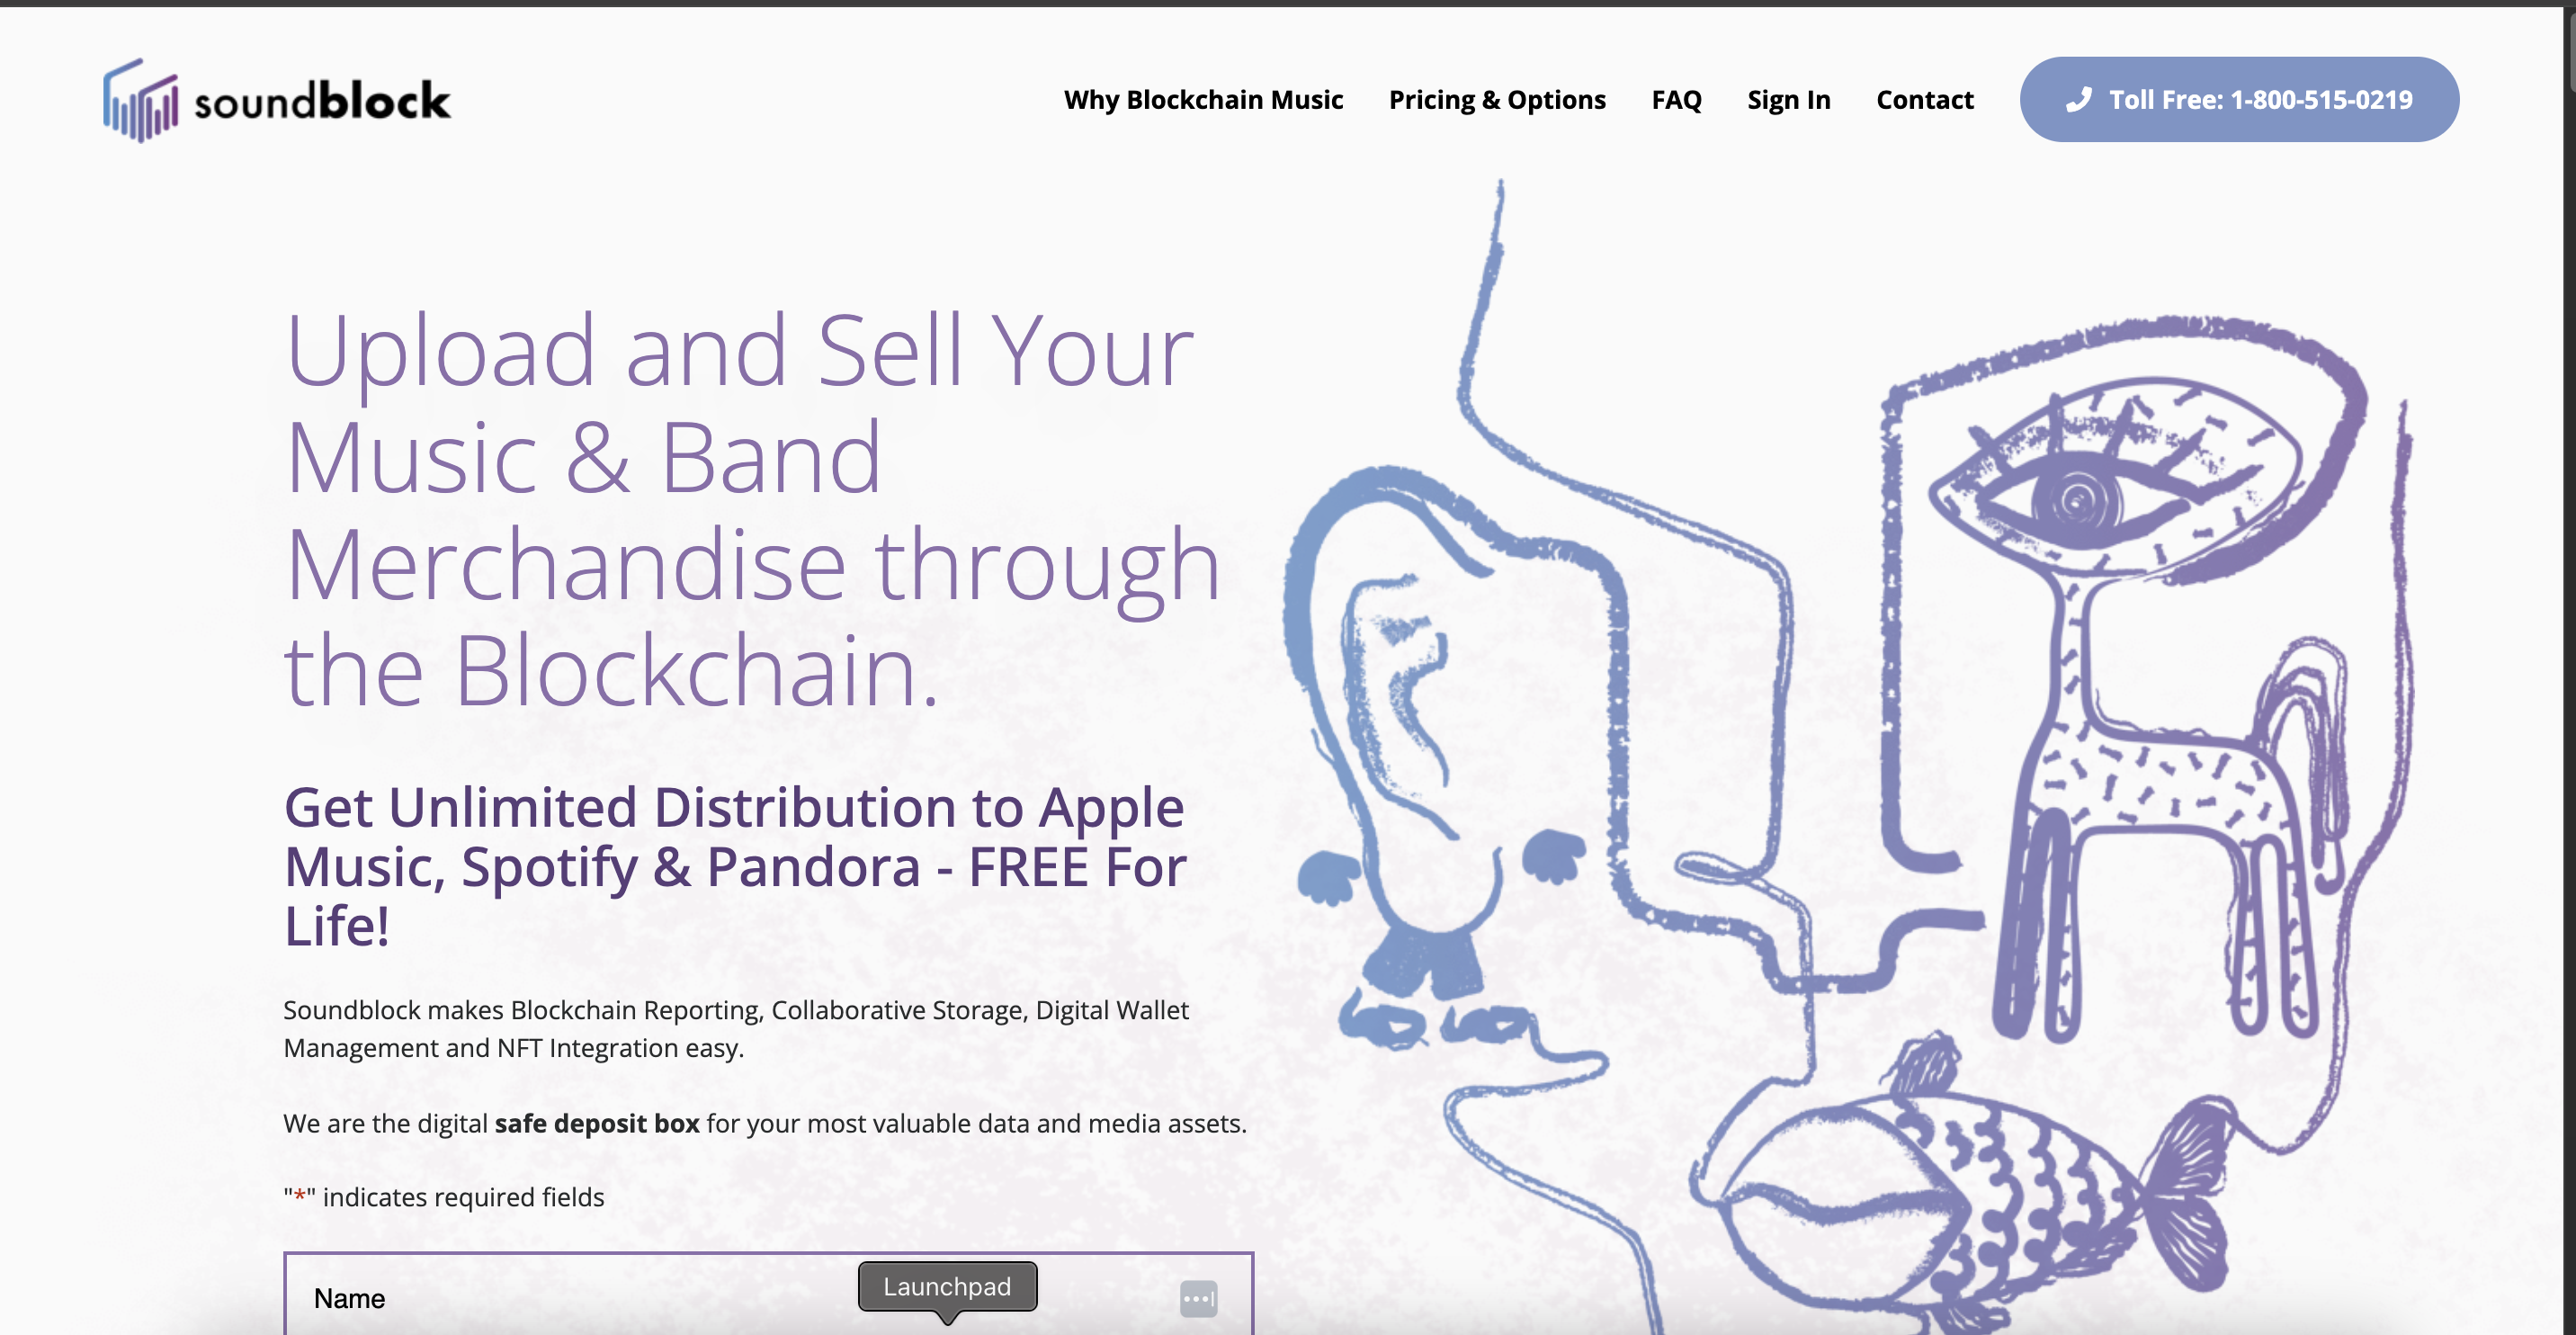 soundblock
Why Blockchain Music
Pricing & Options
FAQ
Sign In
Contact
Toll Free: 1-800-515-0219
Upload and Sell Your
Music & Band
Merchandise through
the Blockchain.
Get Unlimited Distribution to Apple
Music, Spotify & Pandora - FREE For
Life!
Soundblock makes Blockchain Reporting, Collaborative Storage, Digital Wallet
Management and NFT Integration easy.
We are the digital safe deposit box for your most valuable data and media assets.
"*" indicates required fields
Name
Launchpad